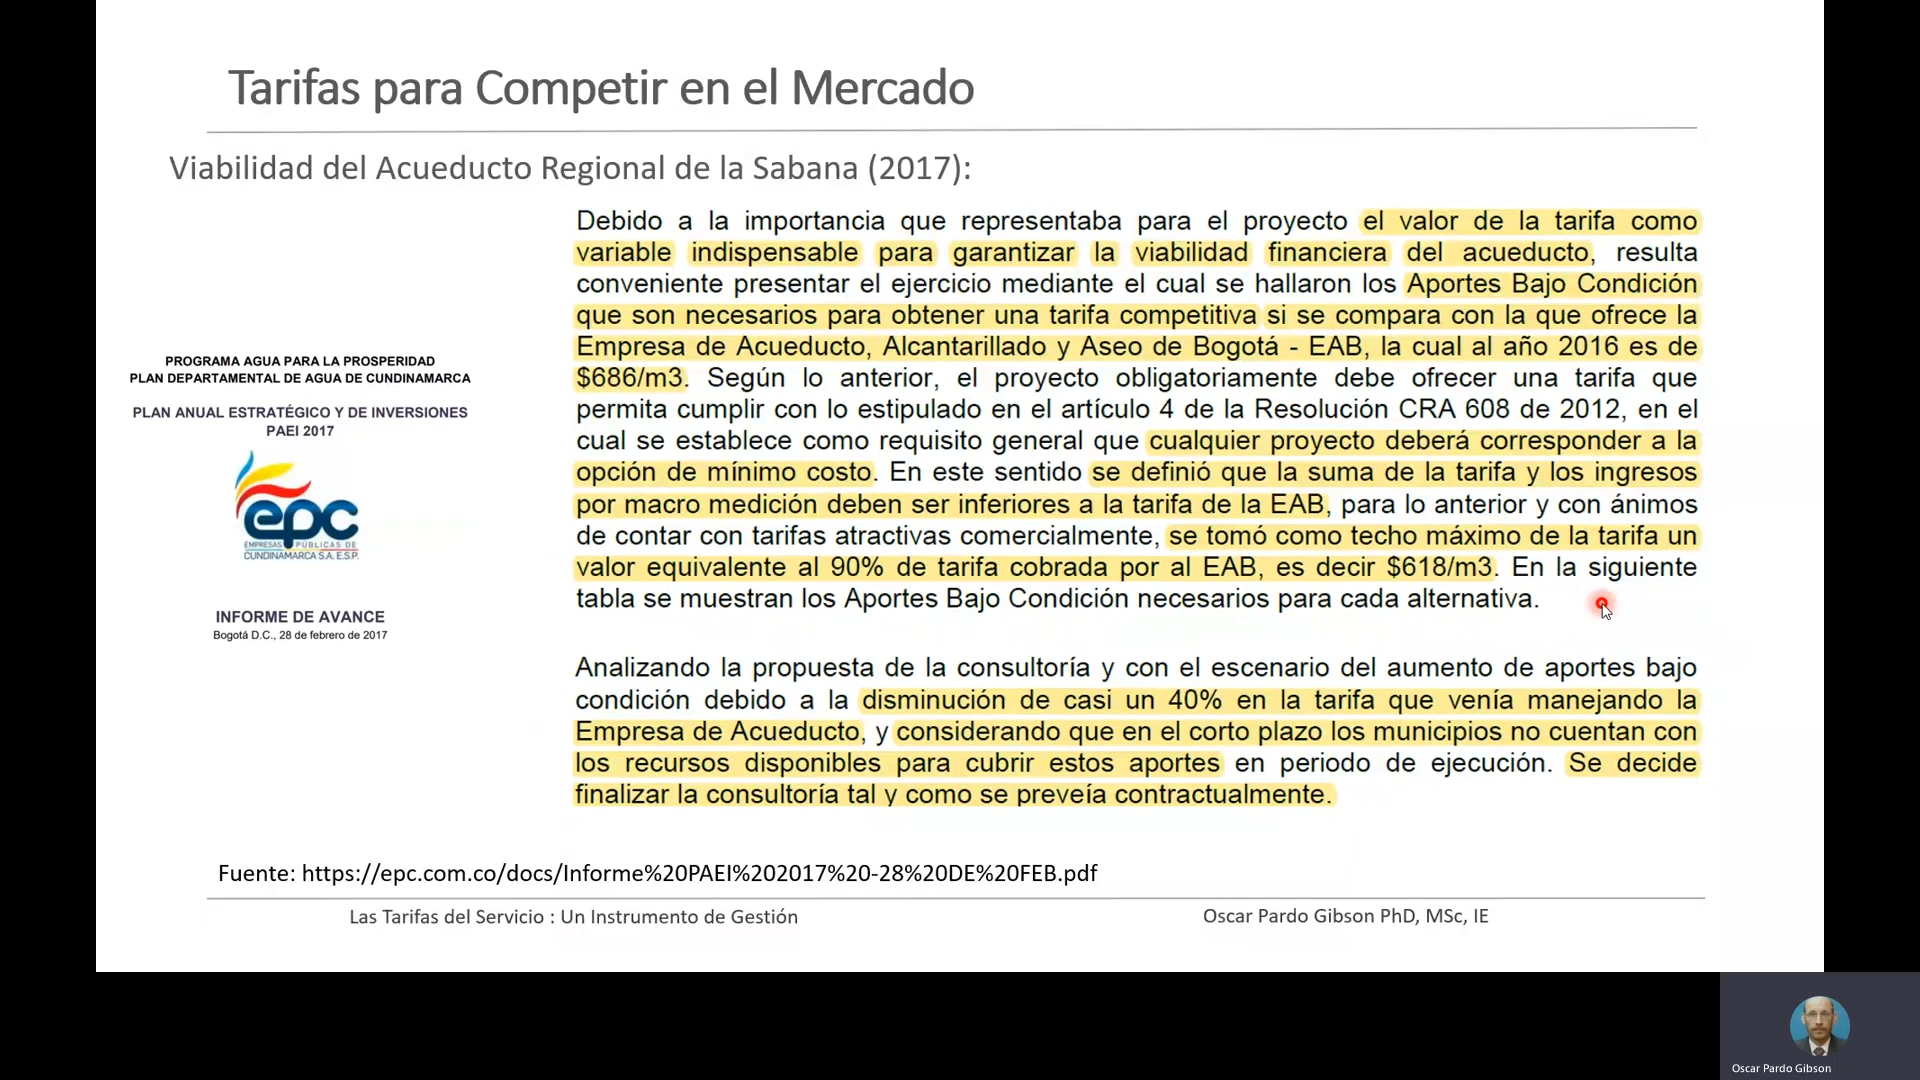 Tarifas para Competir en el Mercado
Viabilidad del Acueducto Regional de la Sabana (2017):
PROGRAMA AGUA PARA LA PROSPERIDAD
PLAN DEPARTAMENTAL DE AGUA DE CUNDINAMARCA
PLAN ANUAL ESTRATÉGICO Y DE INVERSIONES
PAEI 2017
epc
EMPRESAS PÚBLICAS DE
CUNDINAMARCA S.A. E.S.P.
INFORME DE AVANCE
Bogotá D.C., 28 de febrero de 2017
Debido a la importancia que representaba para el proyecto el valor de la tarifa como
variable indispensable para garantizar la viabilidad financiera del acueducto, resulta
conveniente presentar el ejercicio mediante el cual se hallaron los Aportes Bajo Condición
que son necesarios para obtener una tarifa competitiva si se compara con la que ofrece la
Empresa de Acueducto, Alcantarillado y Aseo de Bogotá - EAB, la cual al año 2016 es de
$686/m3. Según lo anterior, el proyecto obligatoriamente debe ofrecer una tarifa que
permita cumplir con lo estipulado en el artículo 4 de la Resolución CRA 608 de 2012, en el
cual se establece como requisito general que cualquier proyecto deberá corresponder a la
opción de mínimo costo. En este sentido se definió que la suma de la tarifa y los ingresos
por macro medición deben ser inferiores a la tarifa de la EAB, para lo anterior y con ánimos
de contar con tarifas atractivas comercialmente, se tomó como techo máximo de la tarifa un
valor equivalente al 90% de tarifa cobrada por al EAB, es decir $618/m3. En la siguiente
tabla se muestran los Aportes Bajo Condición necesarios para cada alternativa.
Analizando la propuesta de la consultoría y con el escenario del aumento de aportes bajo
condición debido a la disminución de casi un 40% en la tarifa que venía manejando la
Empresa de Acueducto, y considerando que en el corto plazo los municipios no cuentan con
los recursos disponibles para cubrir estos aportes en periodo de ejecución. Se decide
finalizar la consultoría tal y como se preveía contractualmente.
Fuente: https://epc.com.co/docs/Informe%20PAEI%202017%20-28%20DE%20FEB.pdf
Las Tarifas del Servicio : Un Instrumento de Gestión
Oscar Pardo Gibson PhD, MSc, IE
Oscar Pardo Gibson